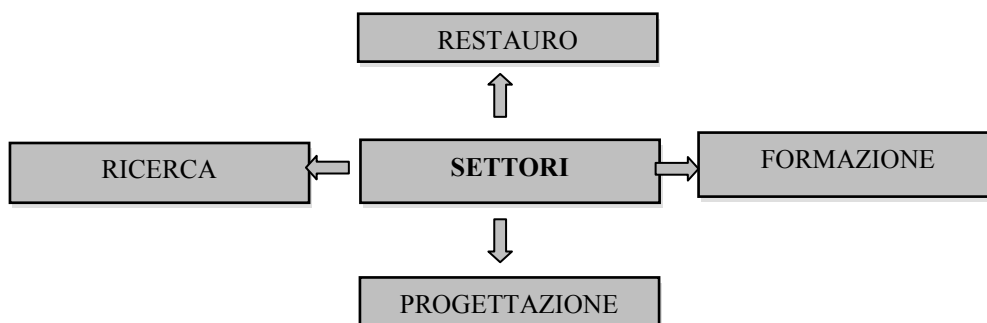 RESTAURO
RICERCA
SETTORI
FORMAZIONE
PROGETTAZIONE